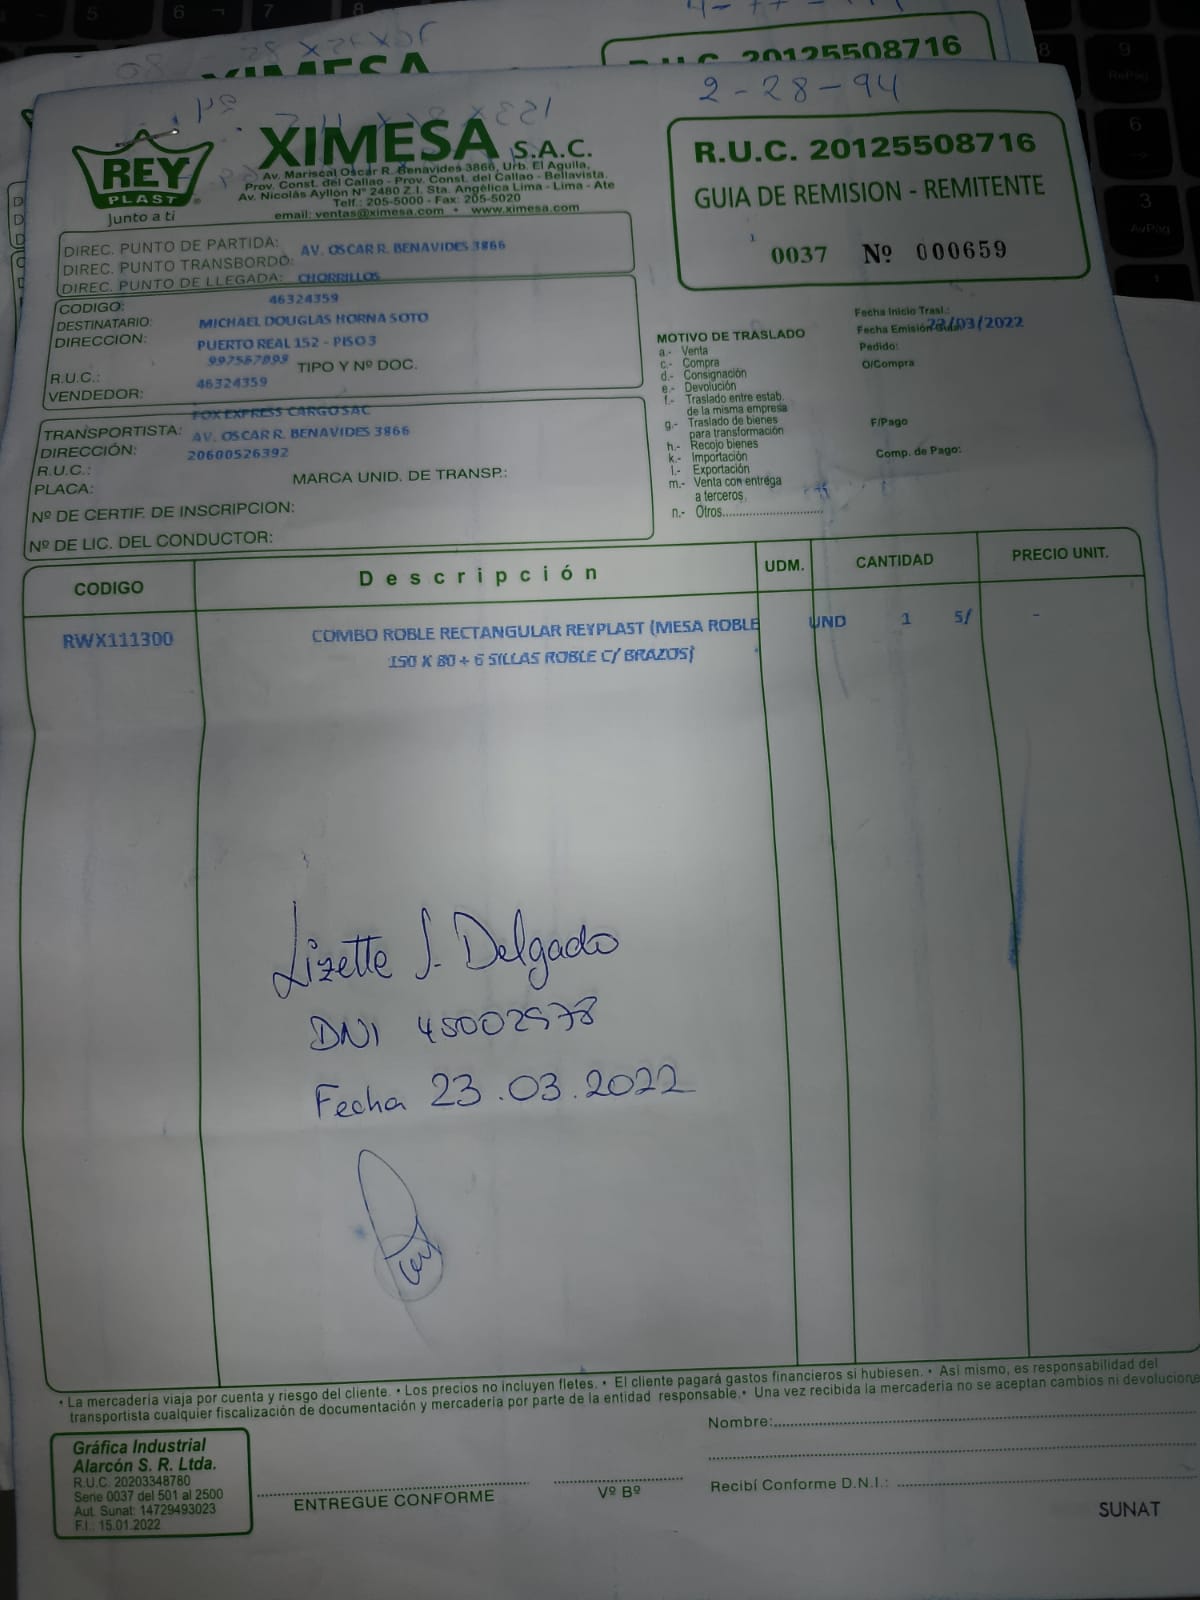 XIMESA
R.U.C. 20125508716
2-28-94
REY
PLAST
Junto a ti
XIMESA S.A.C.
Av. Mariscal Oscar R. Benavides 3866, Urb. El Aguila,
Prov. Const. del Callao - Prov. Const. del Callao - Bellavista.
Av. Nicolás Ayllón Nº 2480 Z.I. Sta. Angélica Lima - Lima - Ate
Telf.: 205-5000 - Fax: 205-5020
email: ventas@ximesa.com • www.ximesa.com
R.U.C. 20125508716
GUIA DE REMISION - REMITENTE
0037 Nº 000659
DIREC. PUNTO DE PARTIDA: AV. OSCAR R. BENAVIDES 3866
DIREC. PUNTO TRANSBORDO:
DIREC. PUNTO DE LLEGADA: CHORRILLOS
CODIGO: 46324359
DESTINATARIO: MICHAEL DOUGLAS HORNA SOTO
DIRECCION: PUERTO REAL 152 - PISO 3
997567899 TIPO Y Nº DOC.
R.U.C.: 46324359
VENDEDOR:
FOX EXPRESS CARGO SAC
TRANSPORTISTA: AV. OSCAR R. BENAVIDES 3866
DIRECCIÓN: 20600526392
R.U.C.: MARCA UNID. DE TRANSP.:
PLACA:
Nº DE CERTIF. DE INSCRIPCION:
Nº DE LIC. DEL CONDUCTOR:
MOTIVO DE TRASLADO
a.- Venta
c.- Compra
d.- Consignación
e.- Devolución
f.- Traslado entre estab.
de la misma empresa
g.- Traslado de bienes
para transformación
h.- Recojo bienes
k.- Importación
l.- Exportación
m.- Venta con entrega
a terceros
n.- Otros............................
Fecha Inicio Trasl.:
Fecha Emisión 23/03/2022
Pedido:
O/Compra
F/Pago
Comp. de Pago:
CODIGO Descripción UDM. CANTIDAD PRECIO UNIT.
RWX111300 COMBO ROBLE RECTANGULAR REYPLAST (MESA ROBLE UND 1 S/ -
150 X 80 + 6 SILLAS ROBLE C/ BRAZOS)
Lizette J. Delgado
DNI 45002578
Fecha 23.03.2022
• La mercadería viaja por cuenta y riesgo del cliente. • Los precios no incluyen fletes. • El cliente pagará gastos financieros si hubiesen. • Asi mismo, es responsabilidad del
transportista cualquier fiscalización de documentación y mercadería por parte de la entidad responsable. • Una vez recibida la mercadería no se aceptan cambios ni devolucione
Gráfica Industrial
Alarcón S. R. Ltda.
R.U.C. 20203348780
Serie 0037 del 501 al 2500
Aut. Sunat: 14729493023
F.I.: 15.01.2022
ENTREGUE CONFORME
Vº Bº
Nombre:
Recibí Conforme D.N.I.:
SUNAT